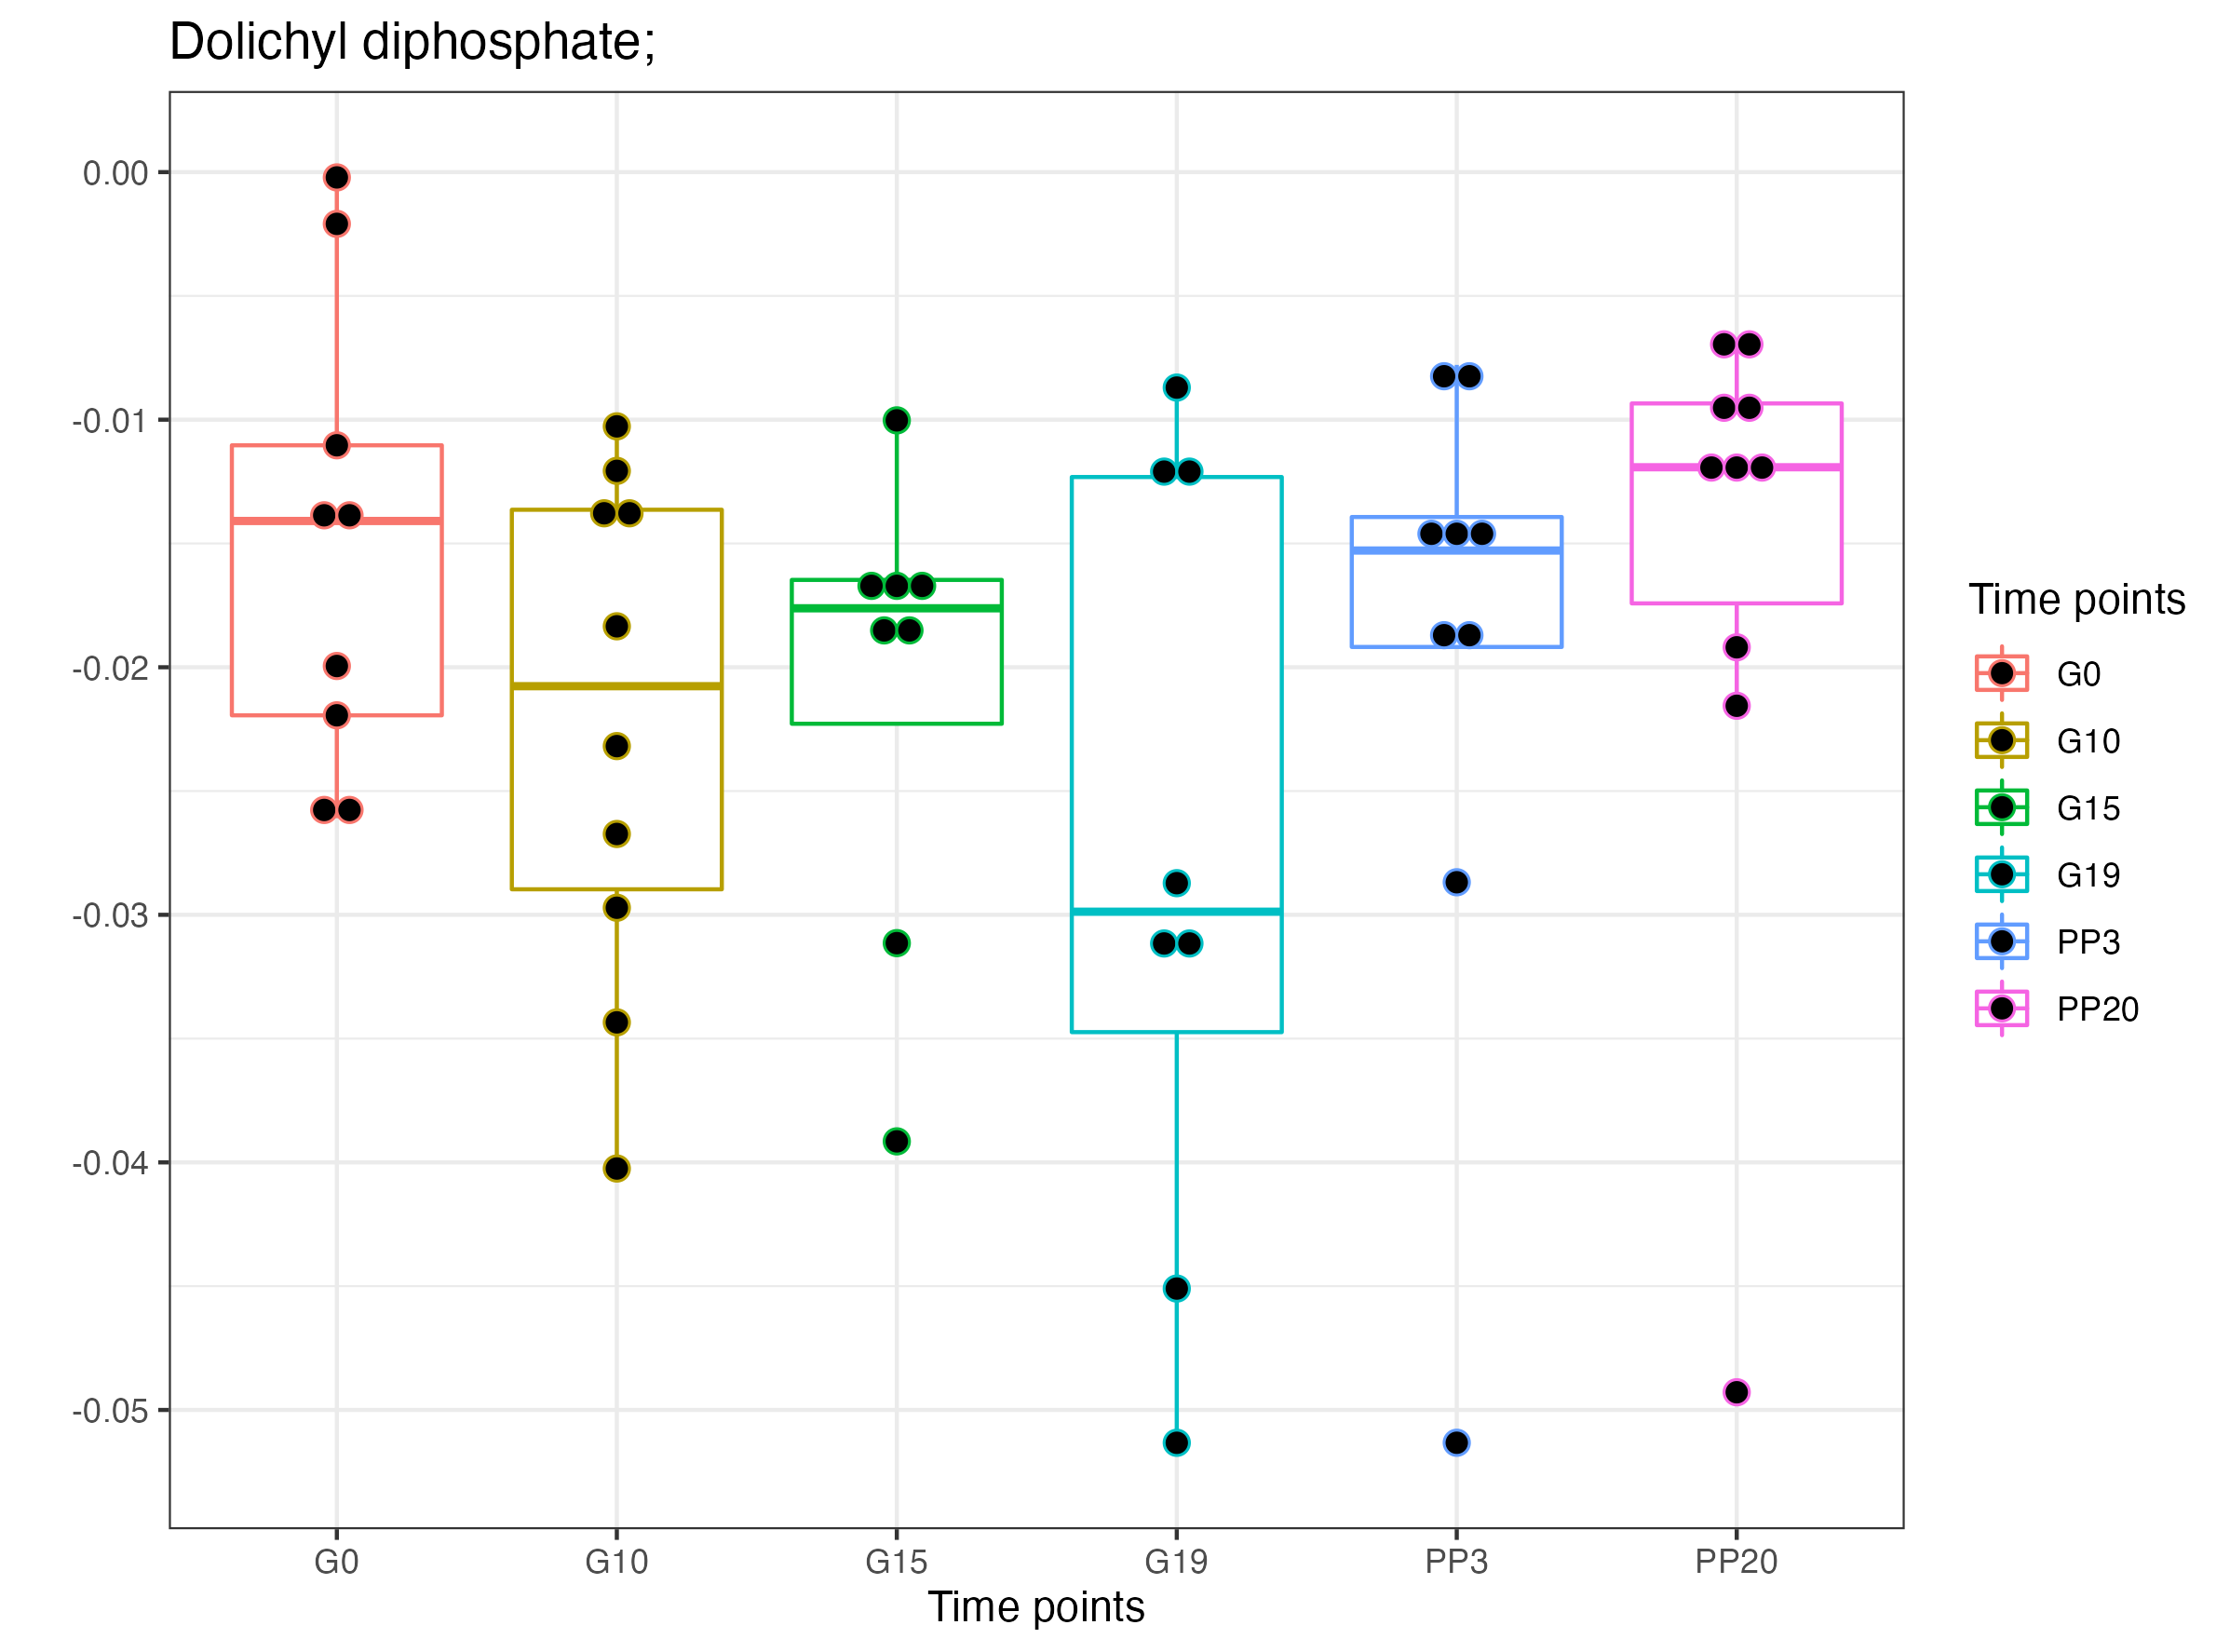 Dolichyl diphosphate;
0.00
-0.01
-0.02
-0.03
-0.04
-0.05
G0 G10 G15 G19 PP3 PP20
Time points
Time points
G0
G10
G15
G19
PP3
PP20